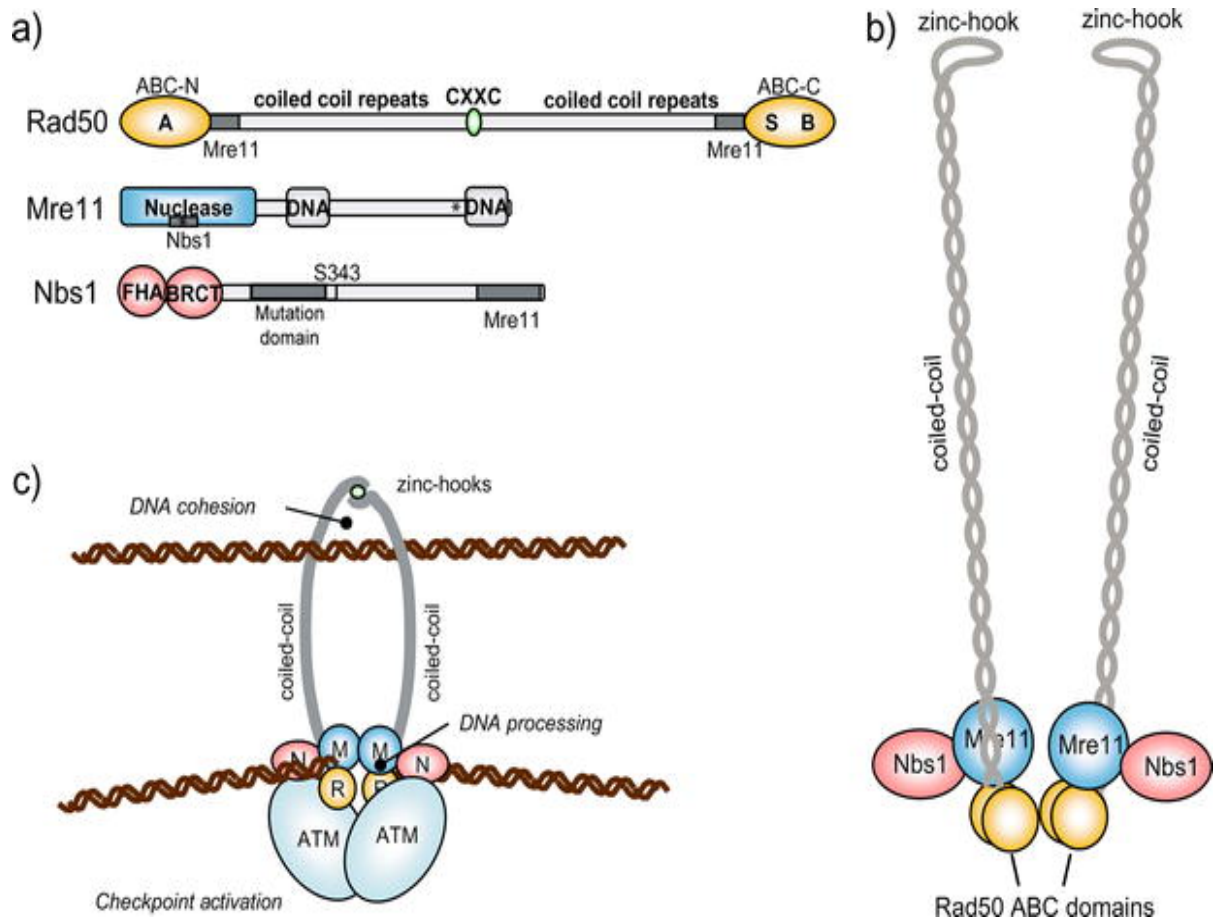 a)
ABC-N
coiled coil repeats
CXXC
coiled coil repeats
ABC-C
Rad50
A
S B
Mre11
Mre11
Mre11
Nuclease
DNA
*
DNA
Nbs1
Nbs1
FHA
BRCT
S343
Mutation
domain
Mre11
b)
zinc-hook
zinc-hook
coiled-coil
coiled-coil
Nbs1
Mre11
Mre11
Nbs1
Rad50 ABC domains
c)
zinc-hooks
DNA cohesion
coiled-coil
coiled-coil
DNA processing
N
M
M
N
R
R
ATM
ATM
Checkpoint activation